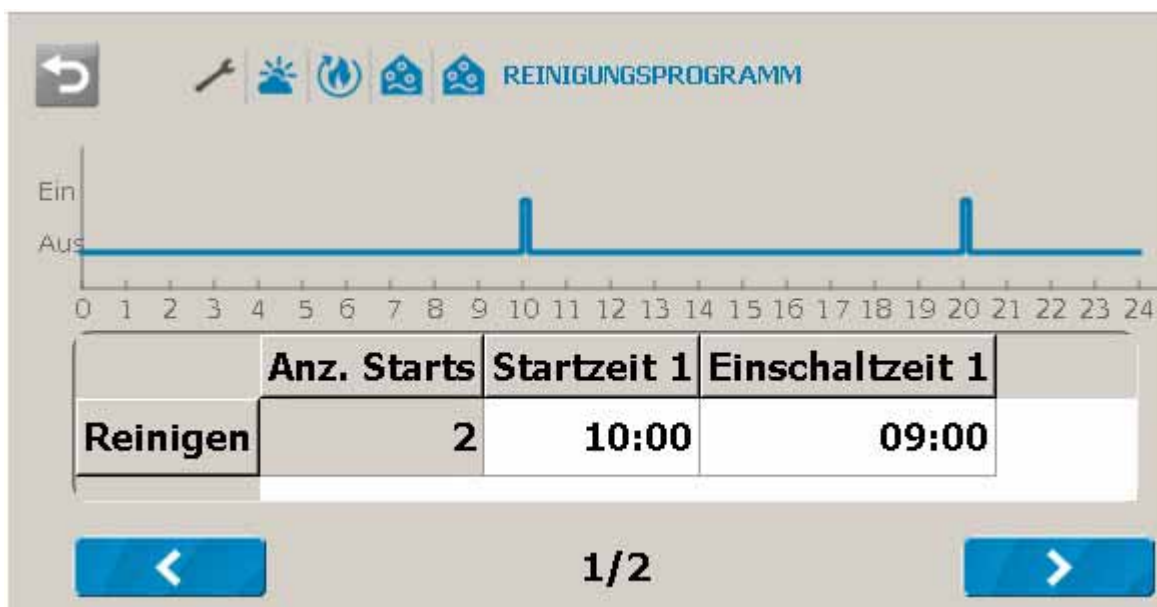 REINIGUNGSPROGRAMM
Ein
Aus
0 1 2 3 4 5 6 7 8 9 10 11 12 13 14 15 16 17 18 19 20 21 22 23 24
Anz. Starts Startzeit 1 Einschaltzeit 1
Reinigen 2 10:00 09:00
1/2